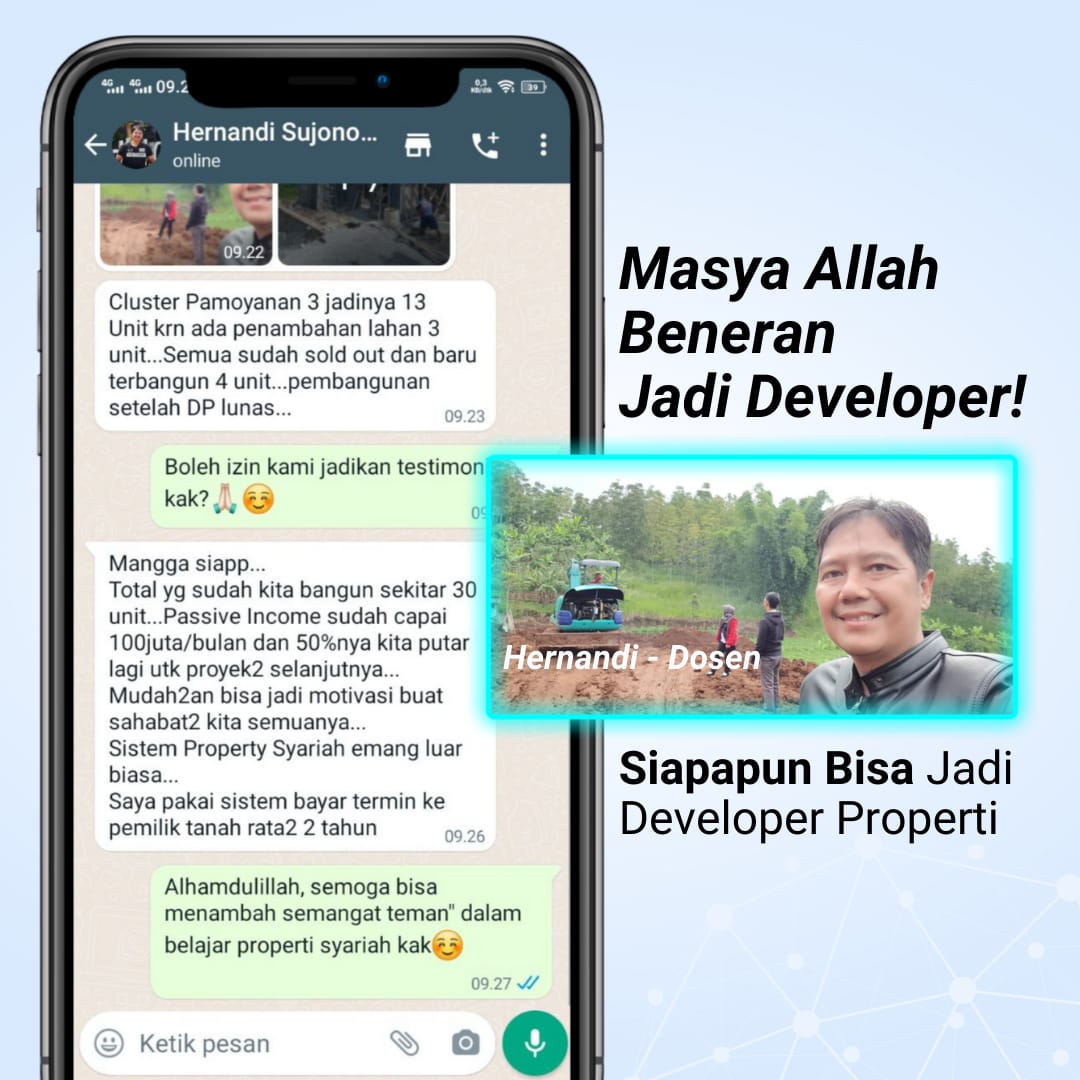 4G 4G 09.2
0,3 KB/dtk 39
Hernandi Sujono...
online
09.22
Cluster Pamoyanan 3 jadinya 13
Unit krn ada penambahan lahan 3
unit...Semua sudah sold out dan baru
terbangun 4 unit...pembangunan
setelah DP lunas...
09.23
Boleh izin kami jadikan testimon
kak?🙏🏻☺️
09
Mangga siapp...
Total yg sudah kita bangun sekitar 30
unit...Passive Income sudah capai
100juta/bulan dan 50%nya kita putar
lagi utk proyek2 selanjutnya...
Mudah2an bisa jadi motivasi buat
sahabat2 kita semuanya...
Sistem Property Syariah emang luar
biasa...
Saya pakai sistem bayar termin ke
pemilik tanah rata2 2 tahun
09.26
Alhamdulillah, semoga bisa
menambah semangat teman" dalam
belajar properti syariah kak☺️
09.27
Ketik pesan
Masya Allah
Beneran
Jadi Developer!
Hernandi - Dosen
Siapapun Bisa Jadi
Developer Properti